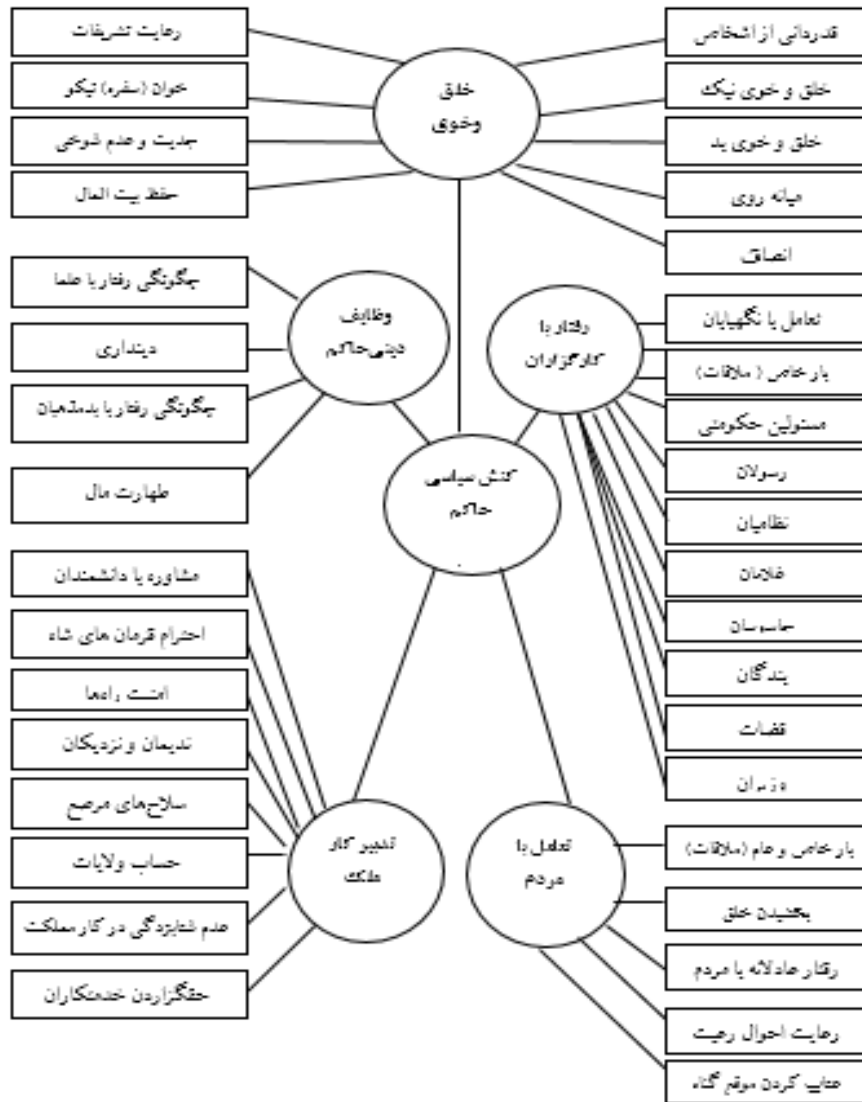 خلق
وخوی
قدردانی از اشخاص
خلق و خوی نیک
خلق و خوی بد
میانه روی
انصاف
رعایت تشریفات
خوان (سفره) نیکو
جدیت و عدم شوخی
حفظ بیت المال
رفتار با
کارگزاران
تعامل با نگهبانان
بار خاص ( ملاقات)
مسئولین حکومتی
رسولان
نظامیان
غلامان
جاسوسان
بندگان
قضات
وزیران
وظایف
دینی حاکم
چگونگی رفتار با علما
دینداری
چگونگی رفتار با بدمذهبان
طهارت مال
کنش سیاسی
حاکم
تعامل با
مردم
بار خاص و عام (ملاقات)
بخشیدن خلق
رفتار عادلانه با مردم
رعایت احوال رعیت
عتاب کردن موقع گناه
تدبیر کار
ملک
مشاوره با دانشمندان
احترام فرمان های شاه
امنیت راه‌ها
ندیمان و نزدیکان
سلاح‌های مرصع
حساب ولایات
عدم شتابزدگی در کار مملکت
حقگزاردن خدمتکاران